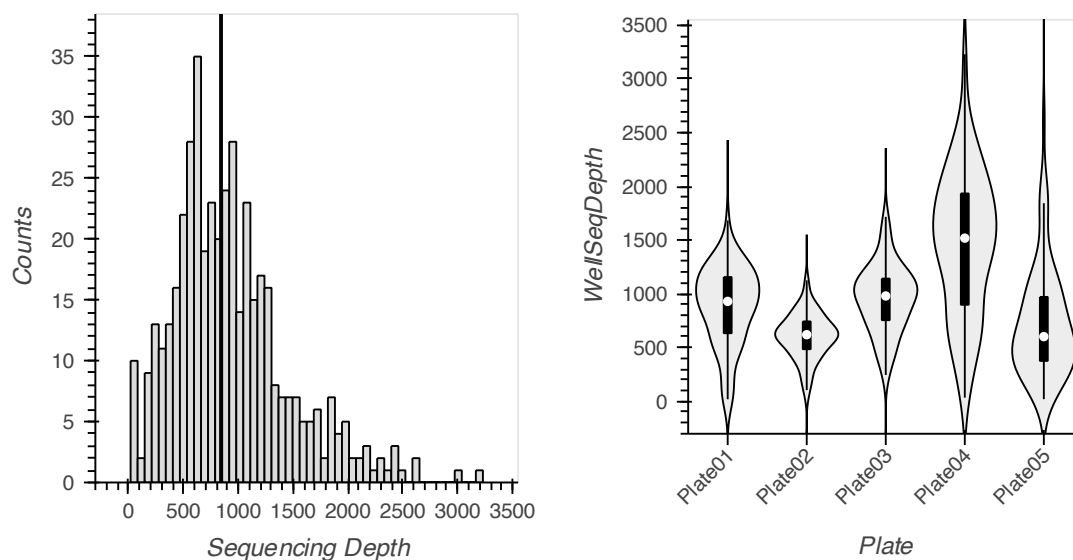 35
30
25
20
15
10
5
0
Counts
0 500 1000 1500 2000 2500 3000 3500
Sequencing Depth
3500
3000
2500
2000
1500
1000
500
0
WellSeqDepth
Plate01 Plate02 Plate03 Plate04 Plate05
Plate